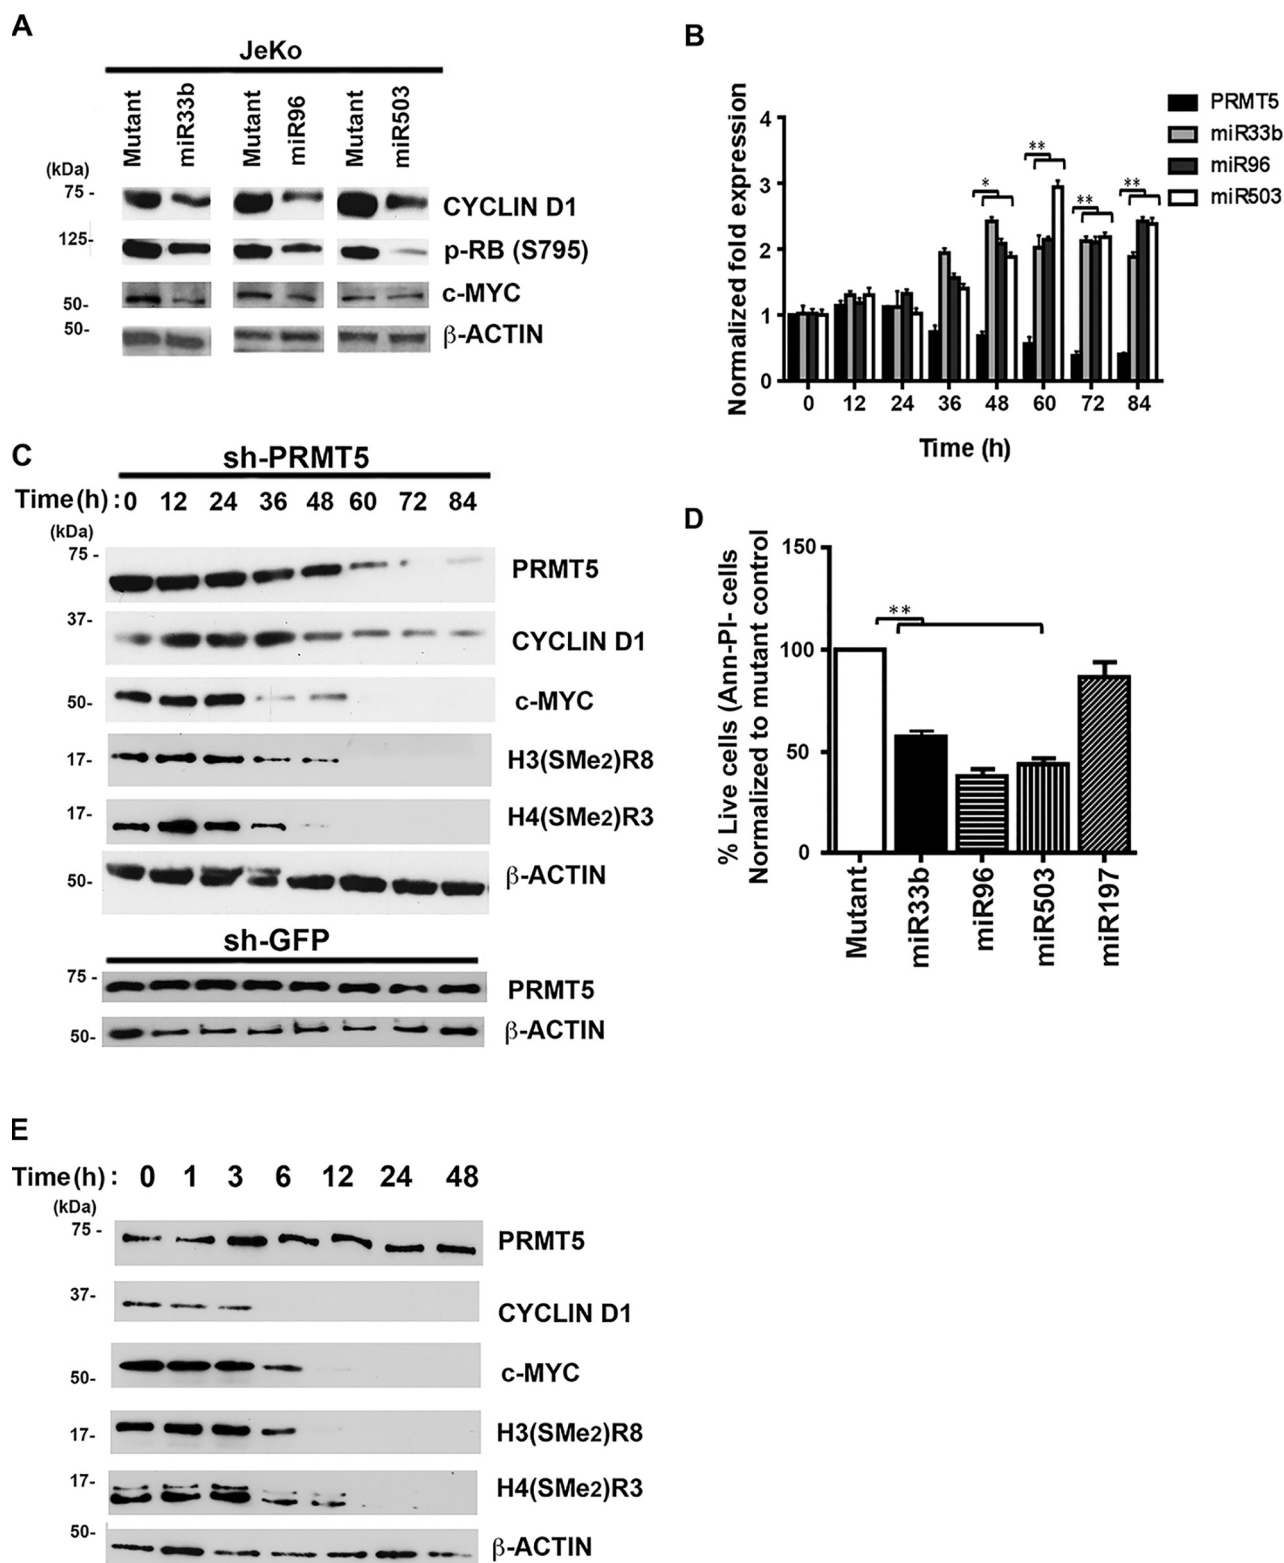 A
JeKo
Mutant miR33b Mutant miR96 Mutant miR503
(kDa)
75 - CYCLIN D1
125- p-RB (S795)
50- c-MYC
50- β-ACTIN
B
Normalized fold expression
4
3
2
1
0
* ** ** **
0 12 24 36 48 60 72 84
Time (h)
PRMT5
miR33b
miR96
miR503
C
sh-PRMT5
Time (h) : 0 12 24 36 48 60 72 84
(kDa)
75 - PRMT5
37- CYCLIN D1
50- c-MYC
17- H3(SMe2)R8
17- H4(SMe2)R3
50- β-ACTIN
sh-GFP
75 - PRMT5
50- β-ACTIN
D
% Live cells (Ann-PI- cells
Normalized to mutant control
150
100
50
0
**
Mutant miR33b miR96 miR503 miR197
E
Time (h) : 0 1 3 6 12 24 48
(kDa)
75 - PRMT5
37- CYCLIN D1
50- c-MYC
17- H3(SMe2)R8
17- H4(SMe2)R3
50- β-ACTIN